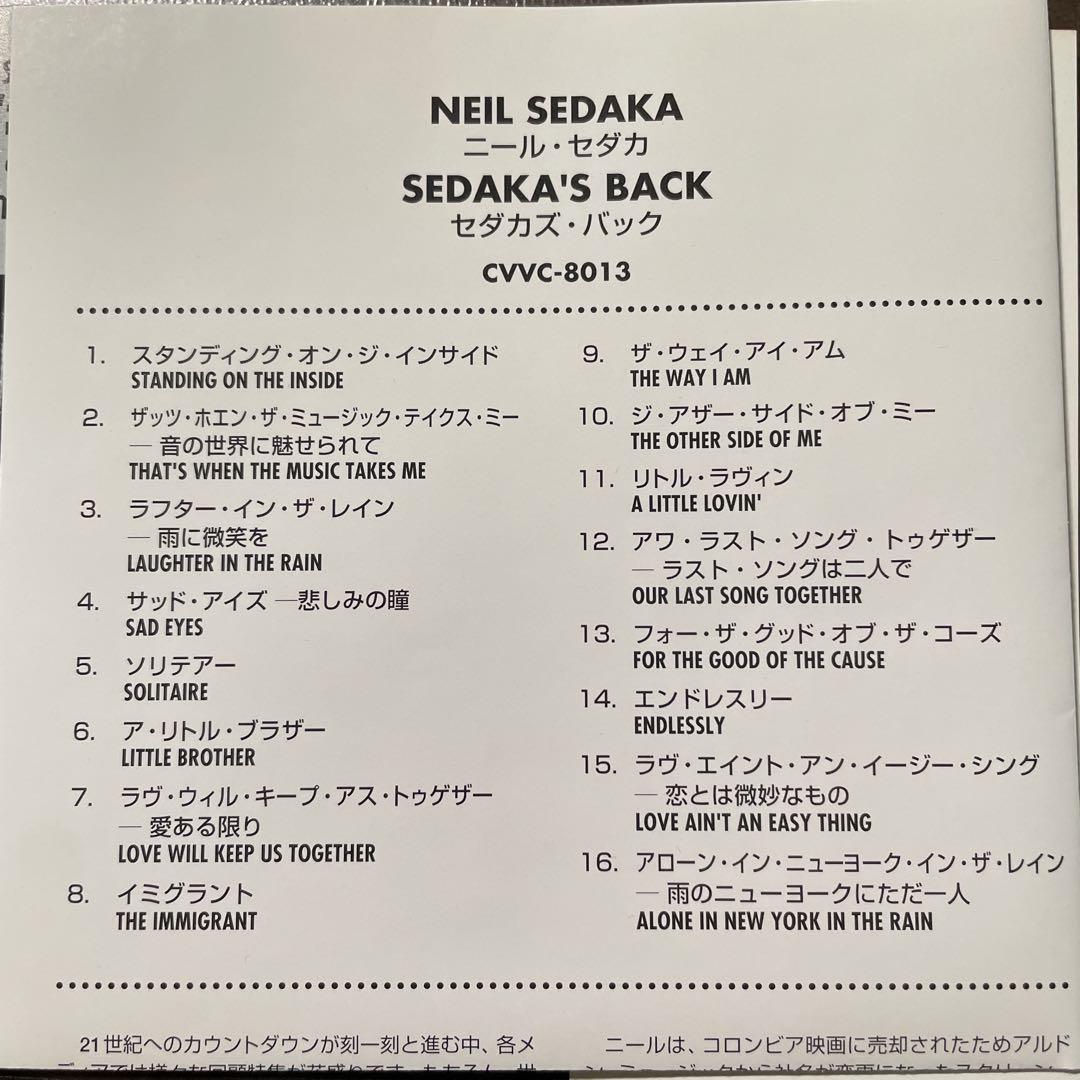 NEIL SEDAKA
ニール・セダカ
SEDAKA'S BACK
セダカズ・バック
CVVC-8013
1. スタンディング・オン・ジ・インサイド
STANDING ON THE INSIDE
2. ザッツ・ホエン・ザ・ミュージック・テイクス・ミー
― 音の世界に魅せられて
THAT'S WHEN THE MUSIC TAKES ME
3. ラフター・イン・ザ・レイン
― 雨に微笑を
LAUGHTER IN THE RAIN
4. サッド・アイズ ―悲しみの瞳
SAD EYES
5. ソリテアー
SOLITAIRE
6. ア・リトル・ブラザー
LITTLE BROTHER
7. ラヴ・ウィル・キープ・アス・トゥゲザー
― 愛ある限り
LOVE WILL KEEP US TOGETHER
8. イミグラント
THE IMMIGRANT
9. ザ・ウェイ・アイ・アム
THE WAY I AM
10. ジ・アザー・サイド・オブ・ミー
THE OTHER SIDE OF ME
11. リトル・ラヴィン
A LITTLE LOVIN'
12. アワ・ラスト・ソング・トゥゲザー
― ラスト・ソングは二人で
OUR LAST SONG TOGETHER
13. フォー・ザ・グッド・オブ・ザ・コーズ
FOR THE GOOD OF THE CAUSE
14. エンドレスリー
ENDLESSLY
15. ラヴ・エイント・アン・イージー・シング
― 恋とは微妙なもの
LOVE AIN'T AN EASY THING
16. アローン・イン・ニューヨーク・イン・ザ・レイン
― 雨のニューヨークにただ一人
ALONE IN NEW YORK IN THE RAIN
21世紀へのカウントダウンが刻一刻と進む中、各メ
ニールは、コロンビア映画に売却されたためアルド